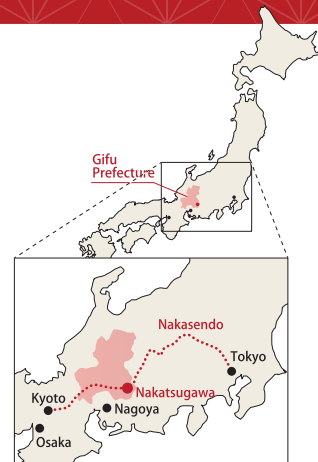 Gifu
Prefecture
Nakasendo
Tokyo
Kyoto
Nakatsugawa
Nagoya
Osaka